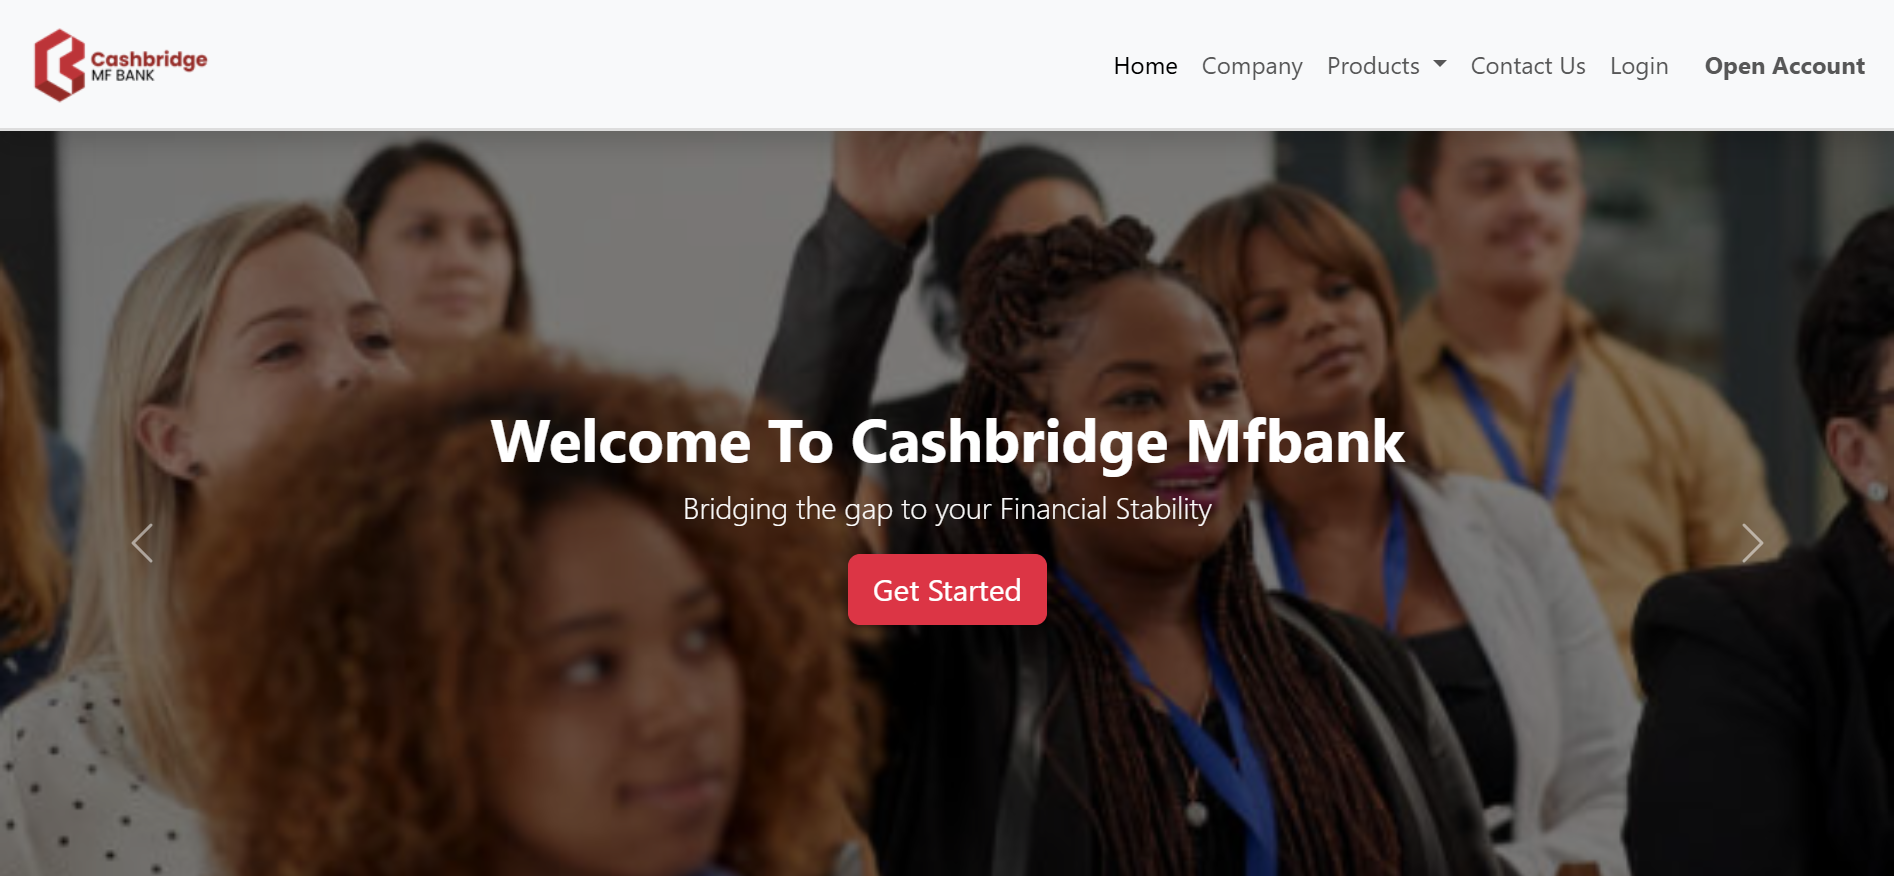 Cashbridge
MF BANK
Home Company Products Contact Us Login Open Account
Welcome To Cashbridge Mfbank
Bridging the gap to your Financial Stability
Get Started